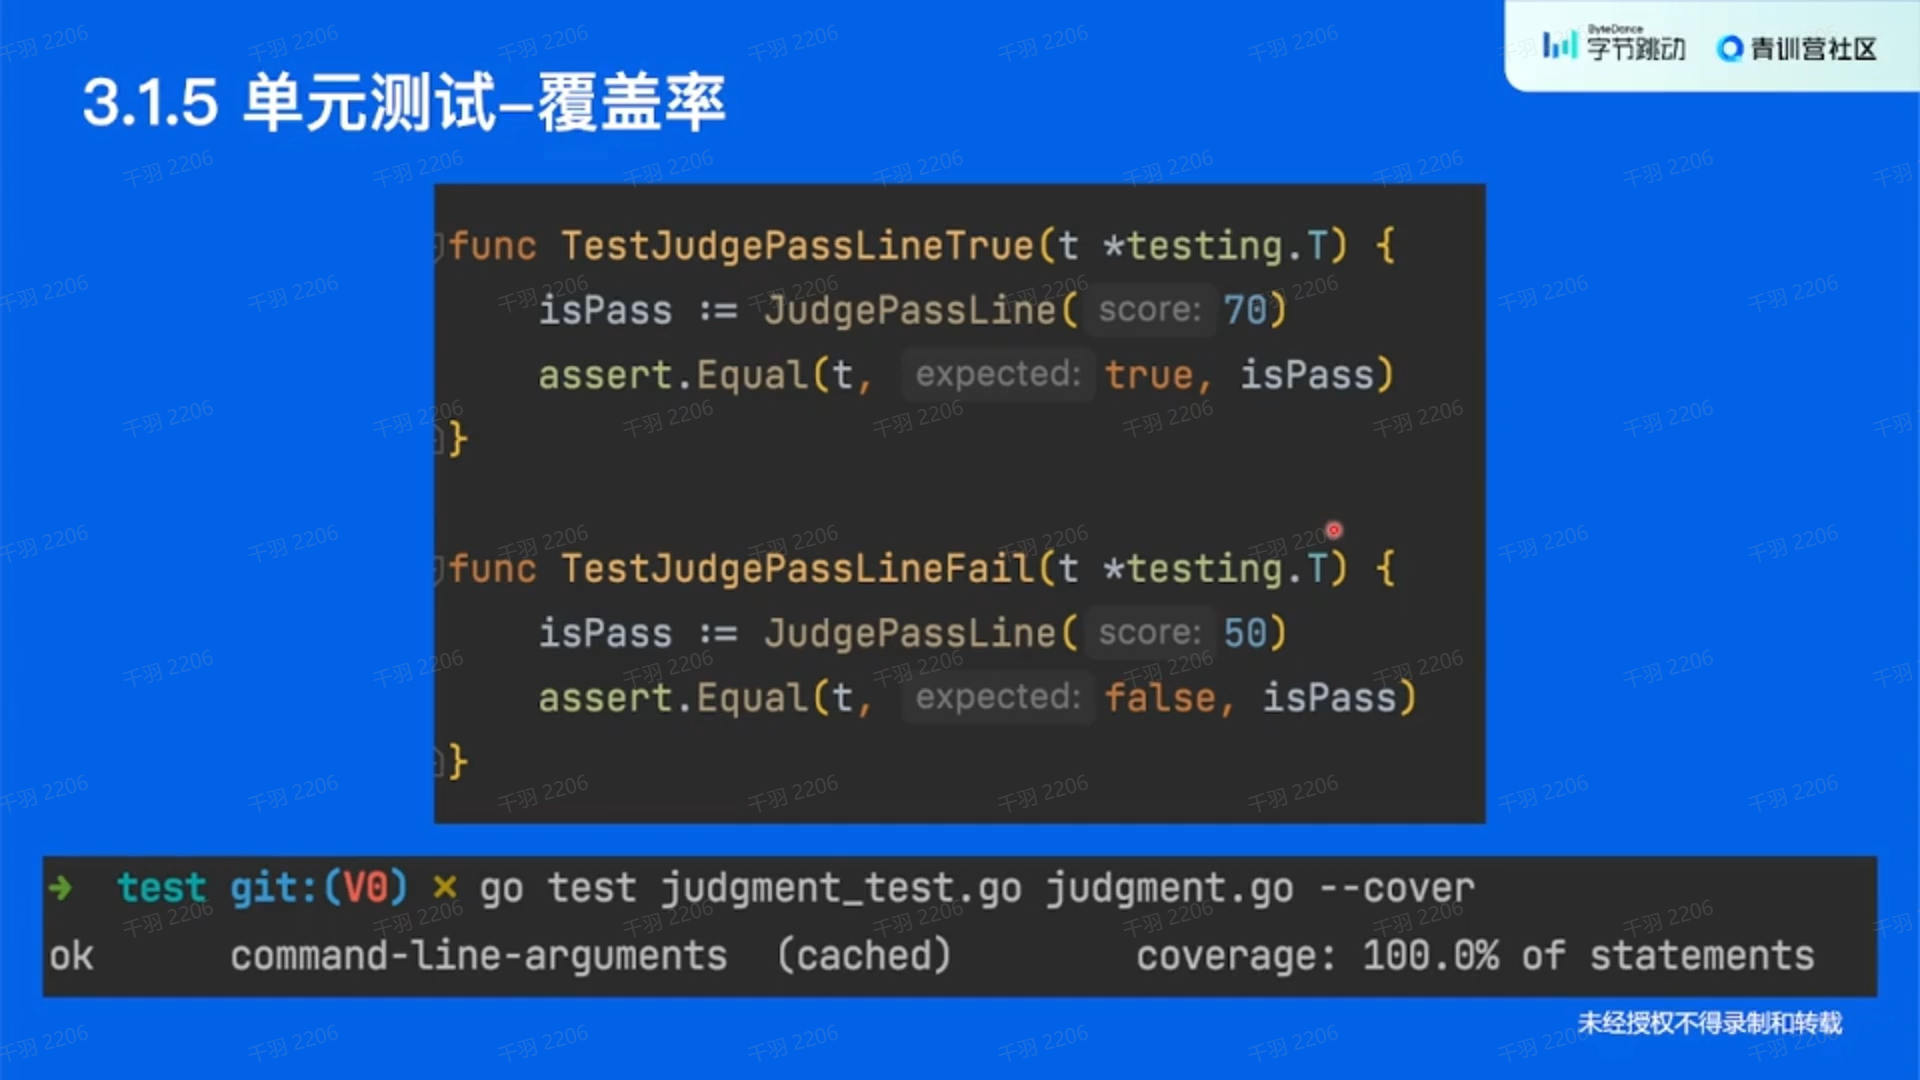 ByteDance
字节跳动 青训营社区
3.1.5 单元测试-覆盖率
func TestJudgePassLineTrue(t *testing.T) {
isPass := JudgePassLine( score: 70)
assert.Equal(t, expected: true, isPass)
}
func TestJudgePassLineFail(t *testing.T) {
isPass := JudgePassLine( score: 50)
assert.Equal(t, expected: false, isPass)
}
➜ test git:(V0) ✗ go test judgment_test.go judgment.go --cover
ok command-line-arguments (cached) coverage: 100.0% of statements
未经授权不得录制和转载
千羽 2206